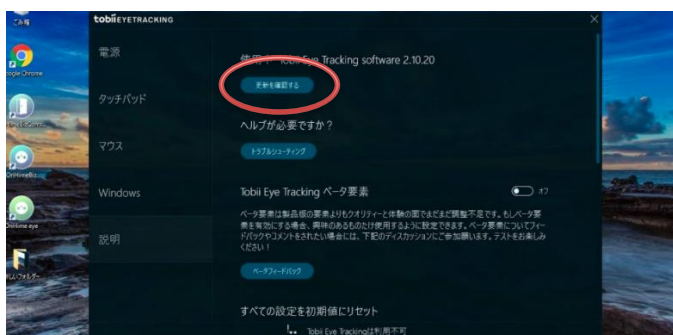 ごみ箱
tobii EYETRACKING
電源
Tobii Eye Tracking software 2.10.20
更新を確認する
タッチパッド
ヘルプが必要ですか？
マウス
トラブルシューティング
Windows
Tobii Eye Tracking ベータ要素
オフ
ベータ要素は製品版の要素よりもクオリティーと体験の面でまだまだ調整不足です。もしベータ要
素を有効にする場合、興味のあるものだけ使用するように設定できます。ベータ要素についてフィー
ドバックやコメントをされたい場合には、下記のディスカッションにご参加願います。テストをお楽しみ
ください！
説明
ベータフィードバック
すべての設定を初期値にリセット
Tobii Eye Trackingは利用不可
Google Chrome
OriHime eye